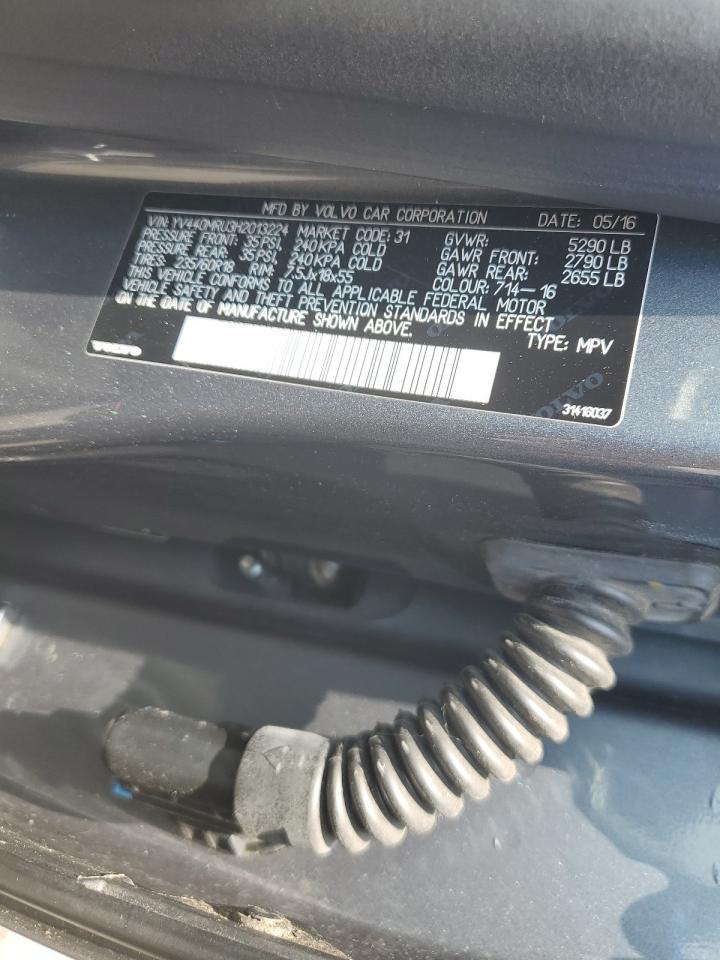 MFD BY VOLVO CAR CORPORATION DATE: 05/16
VIN: YV440MRU3H2013224 MARKET CODE: 31
PRESSURE FRONT: 35 PSI, 240 KPA COLD GVWR: 5290 LB
PRESSURE REAR: 35 PSI, 240 KPA COLD GAWR FRONT: 2790 LB
TIRES: 235/60R18 RIM: 7,5Jx18x55 GAWR REAR: 2655 LB
THIS VEHICLE CONFORMS TO ALL APPLICABLE FEDERAL MOTOR COLOUR: 714-16
VEHICLE SAFETY AND THEFT PREVENTION STANDARDS IN EFFECT
ON THE DATE OF MANUFACTURE SHOWN ABOVE. TYPE: MPV
VOLVO
VOLVO
31416037